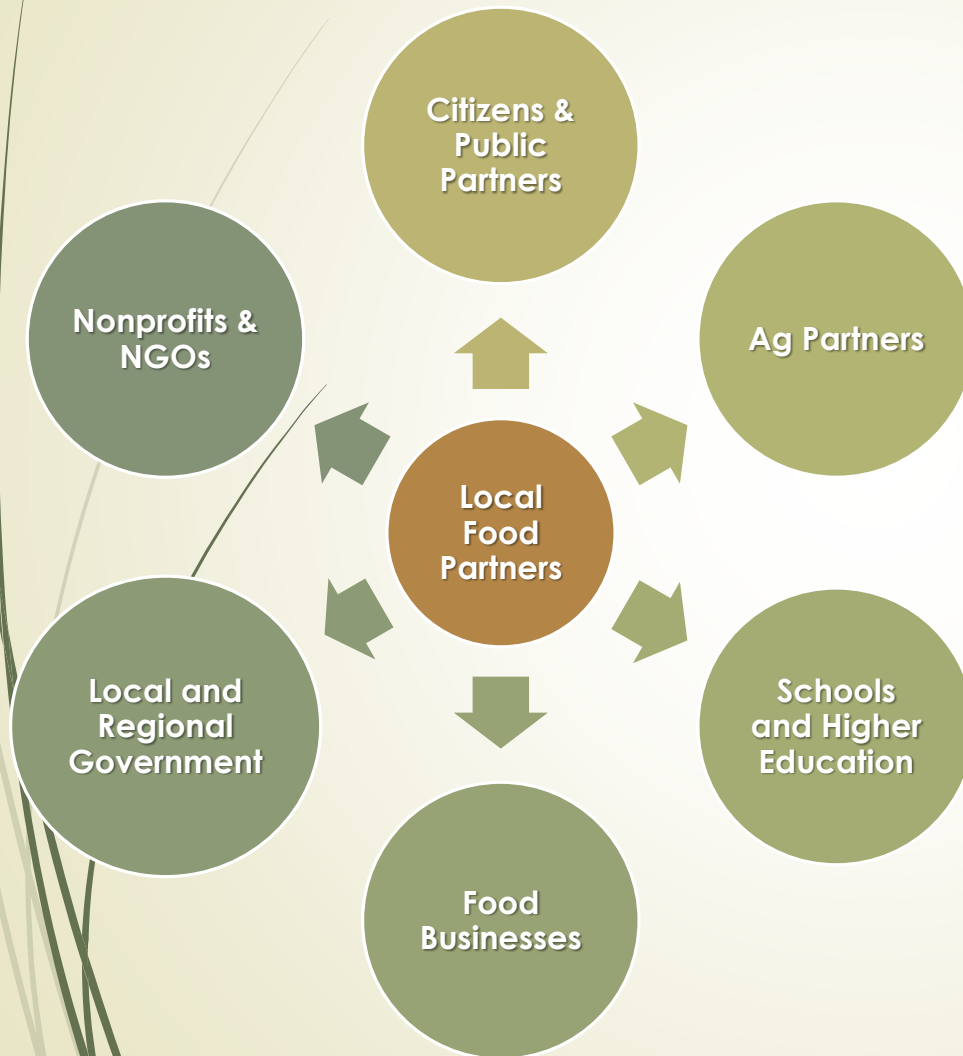 Citizens &
Public
Partners
Nonprofits &
NGOs
Ag Partners
Local
Food
Partners
Local and
Regional
Government
Schools
and Higher
Education
Food
Businesses